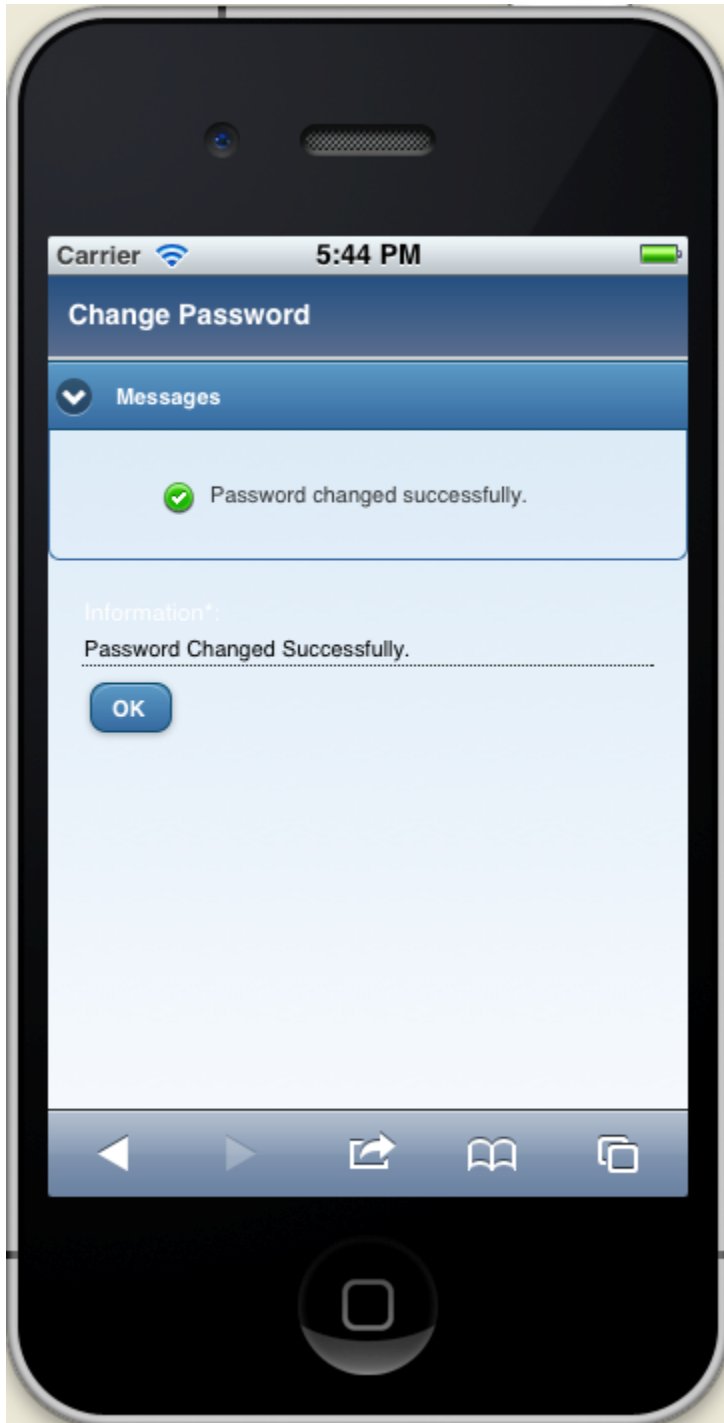 Carrier 5:44 PM
Change Password
Messages
Password changed successfully.
Information*:
Password Changed Successfully.
OK